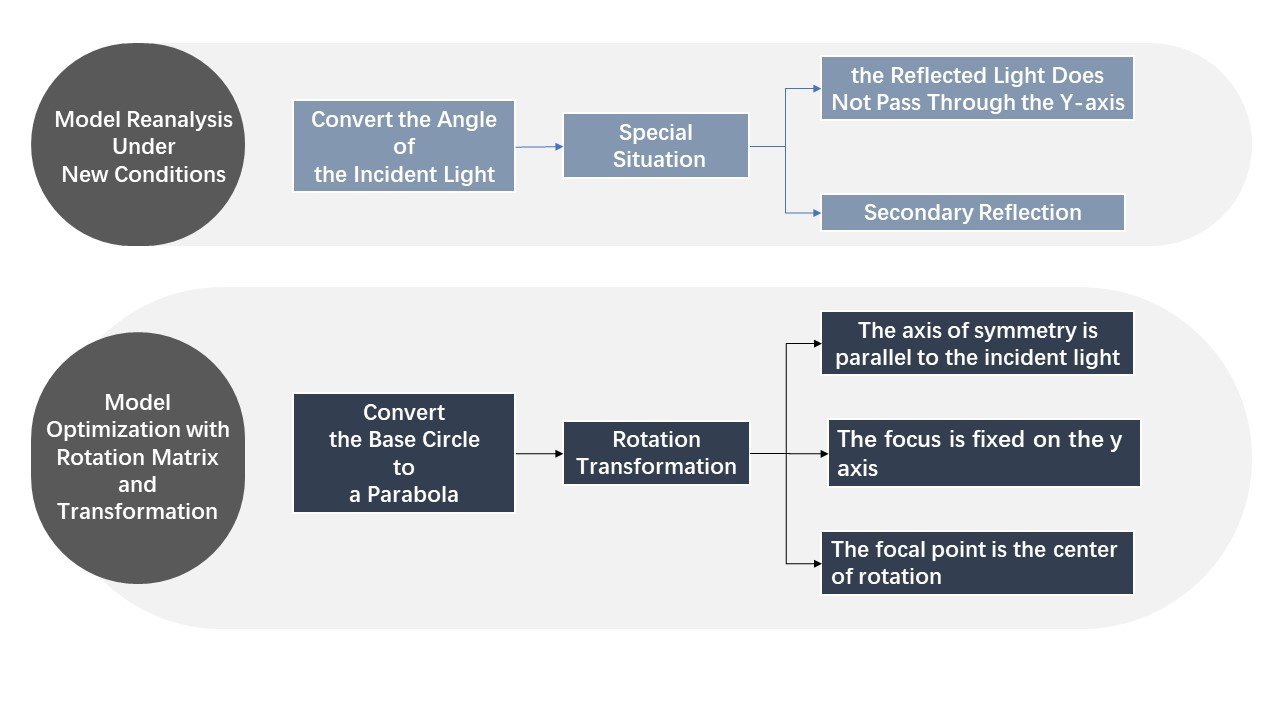 Model Reanalysis
Under
New Conditions
Convert the Angle
of
the Incident Light
Special
Situation
the Reflected Light Does
Not Pass Through the Y-axis
Secondary Reflection
Model
Optimization with
Rotation Matrix
and
Transformation
Convert
the Base Circle
to
a Parabola
Rotation
Transformation
The axis of symmetry is
parallel to the incident light
The focus is fixed on the y
axis
The focal point is the center
of rotation